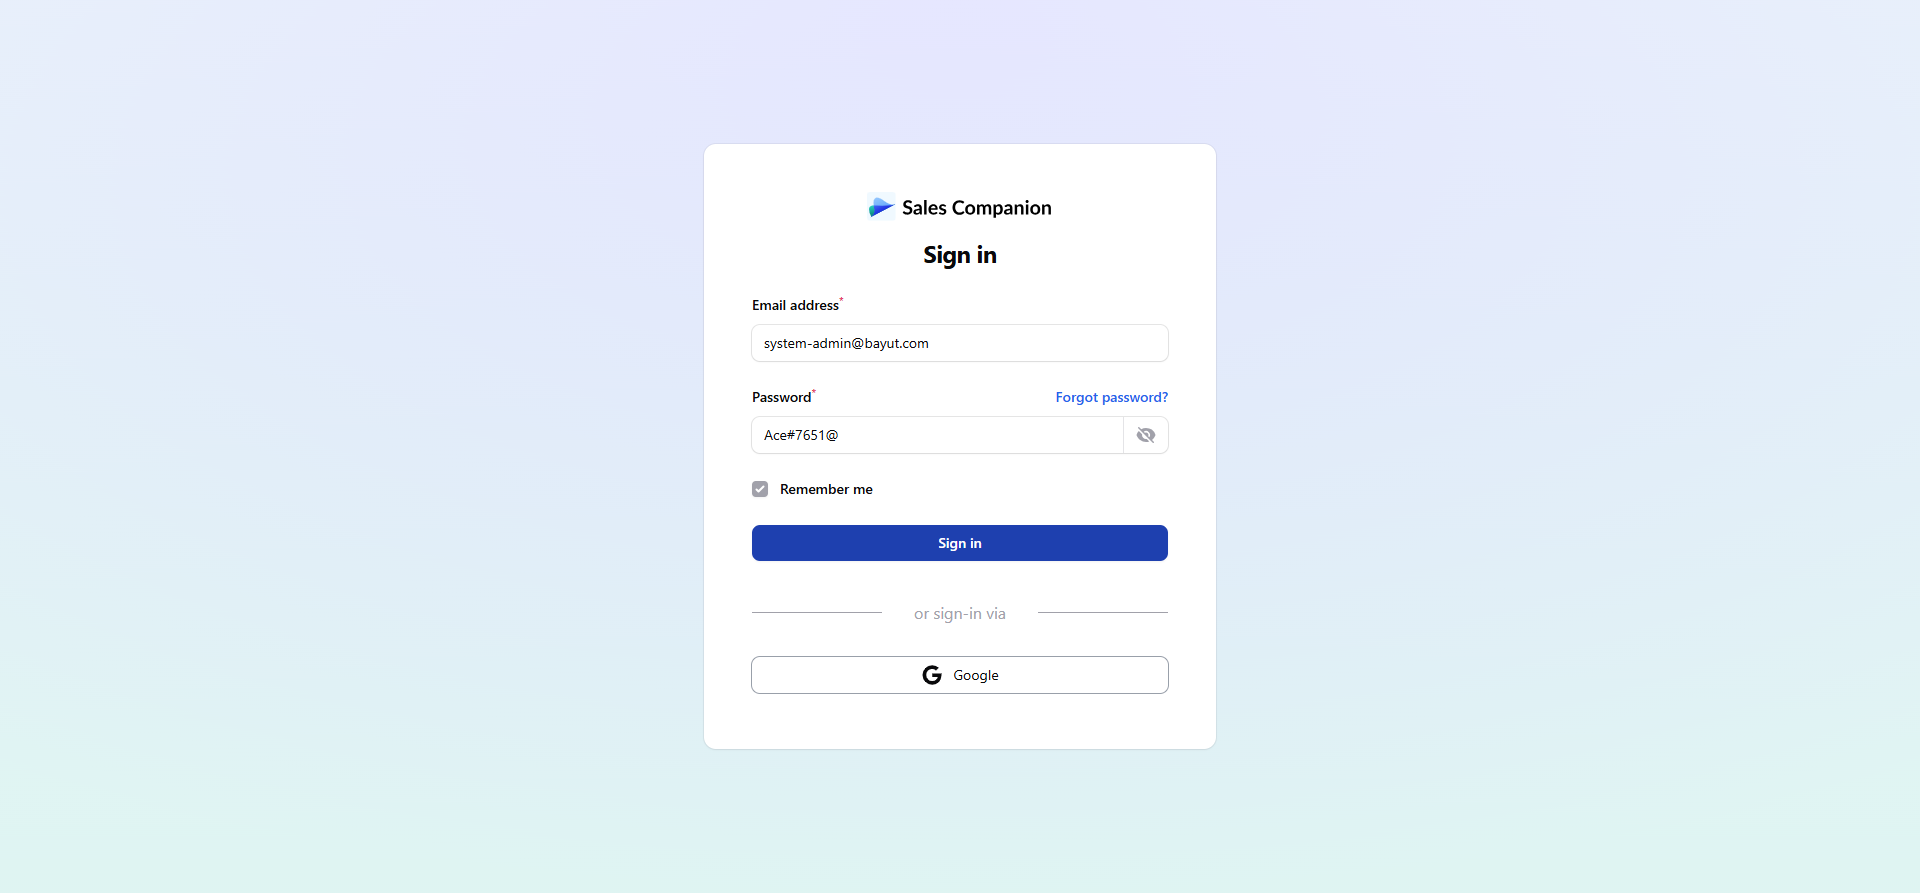 Sales Companion
Sign in
Email address*
system-admin@bayut.com
Password* Forgot password?
Ace#7651@
Remember me
Sign in
or sign-in via
Google